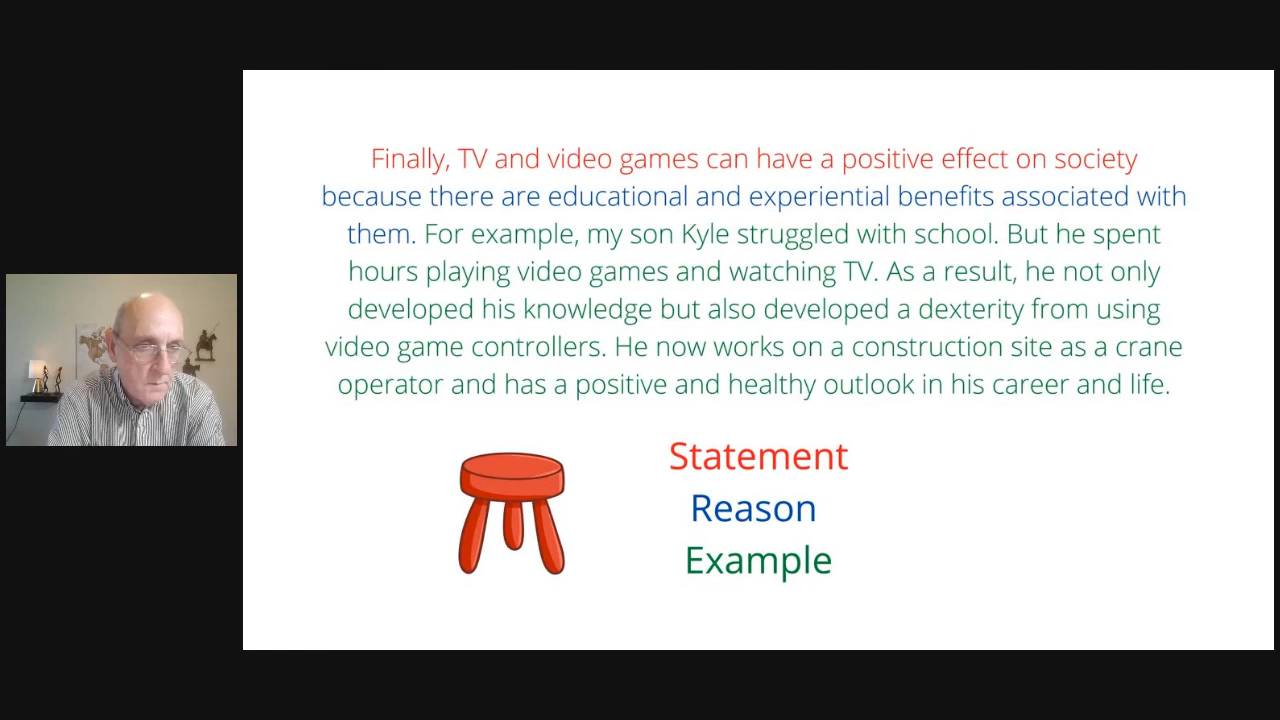 Finally, TV and video games can have a positive effect on society
because there are educational and experiential benefits associated with
them. For example, my son Kyle struggled with school. But he spent
hours playing video games and watching TV. As a result, he not only
developed his knowledge but also developed a dexterity from using
video game controllers. He now works on a construction site as a crane
operator and has a positive and healthy outlook in his career and life.
Statement
Reason
Example